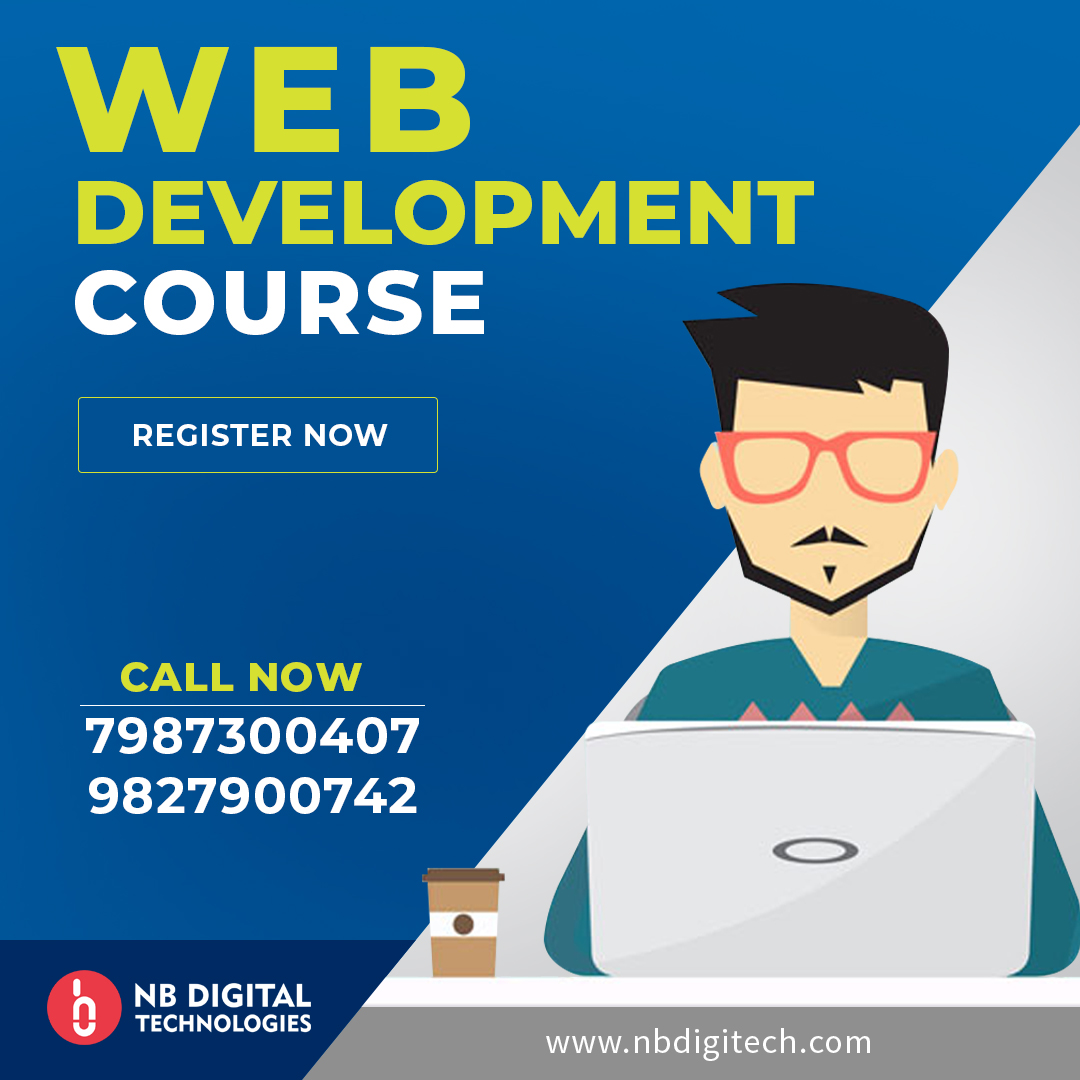 WEB
DEVELOPMENT
COURSE
REGISTER NOW
CALL NOW
7987300407
9827900742
NB DIGITAL
TECHNOLOGIES
www.nbdigitech.com